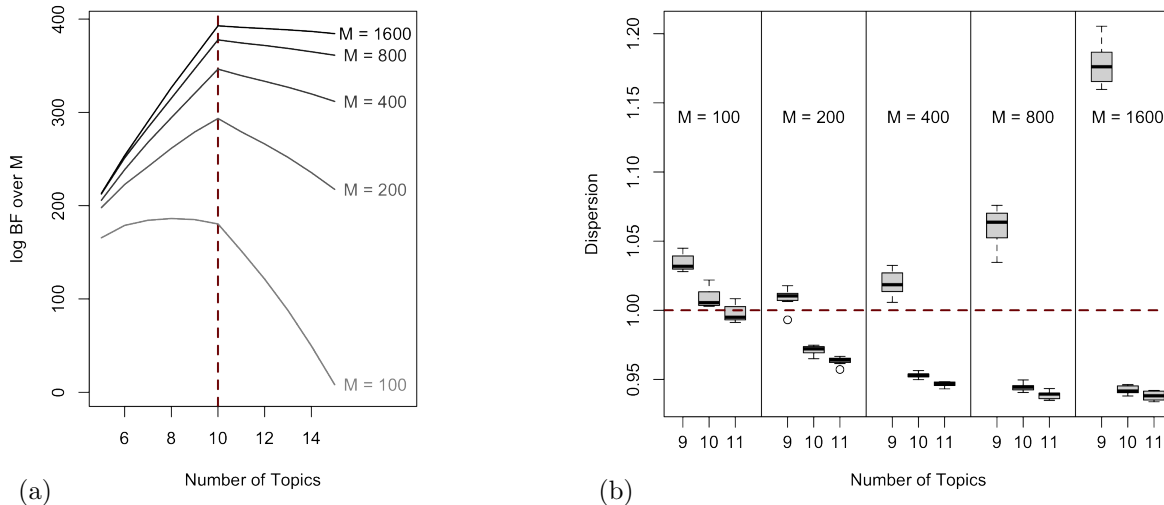 log BF over M
400
300
200
100
0
M = 1600
M = 800
M = 400
M = 200
M = 100
6 8 10 12 14
Number of Topics
(a)
Dispersion
1.20
1.15
1.10
1.05
1.00
0.95
M = 100 M = 200 M = 400 M = 800 M = 1600
9 10 11 9 10 11 9 10 11 9 10 11 9 10 11
Number of Topics
(b)